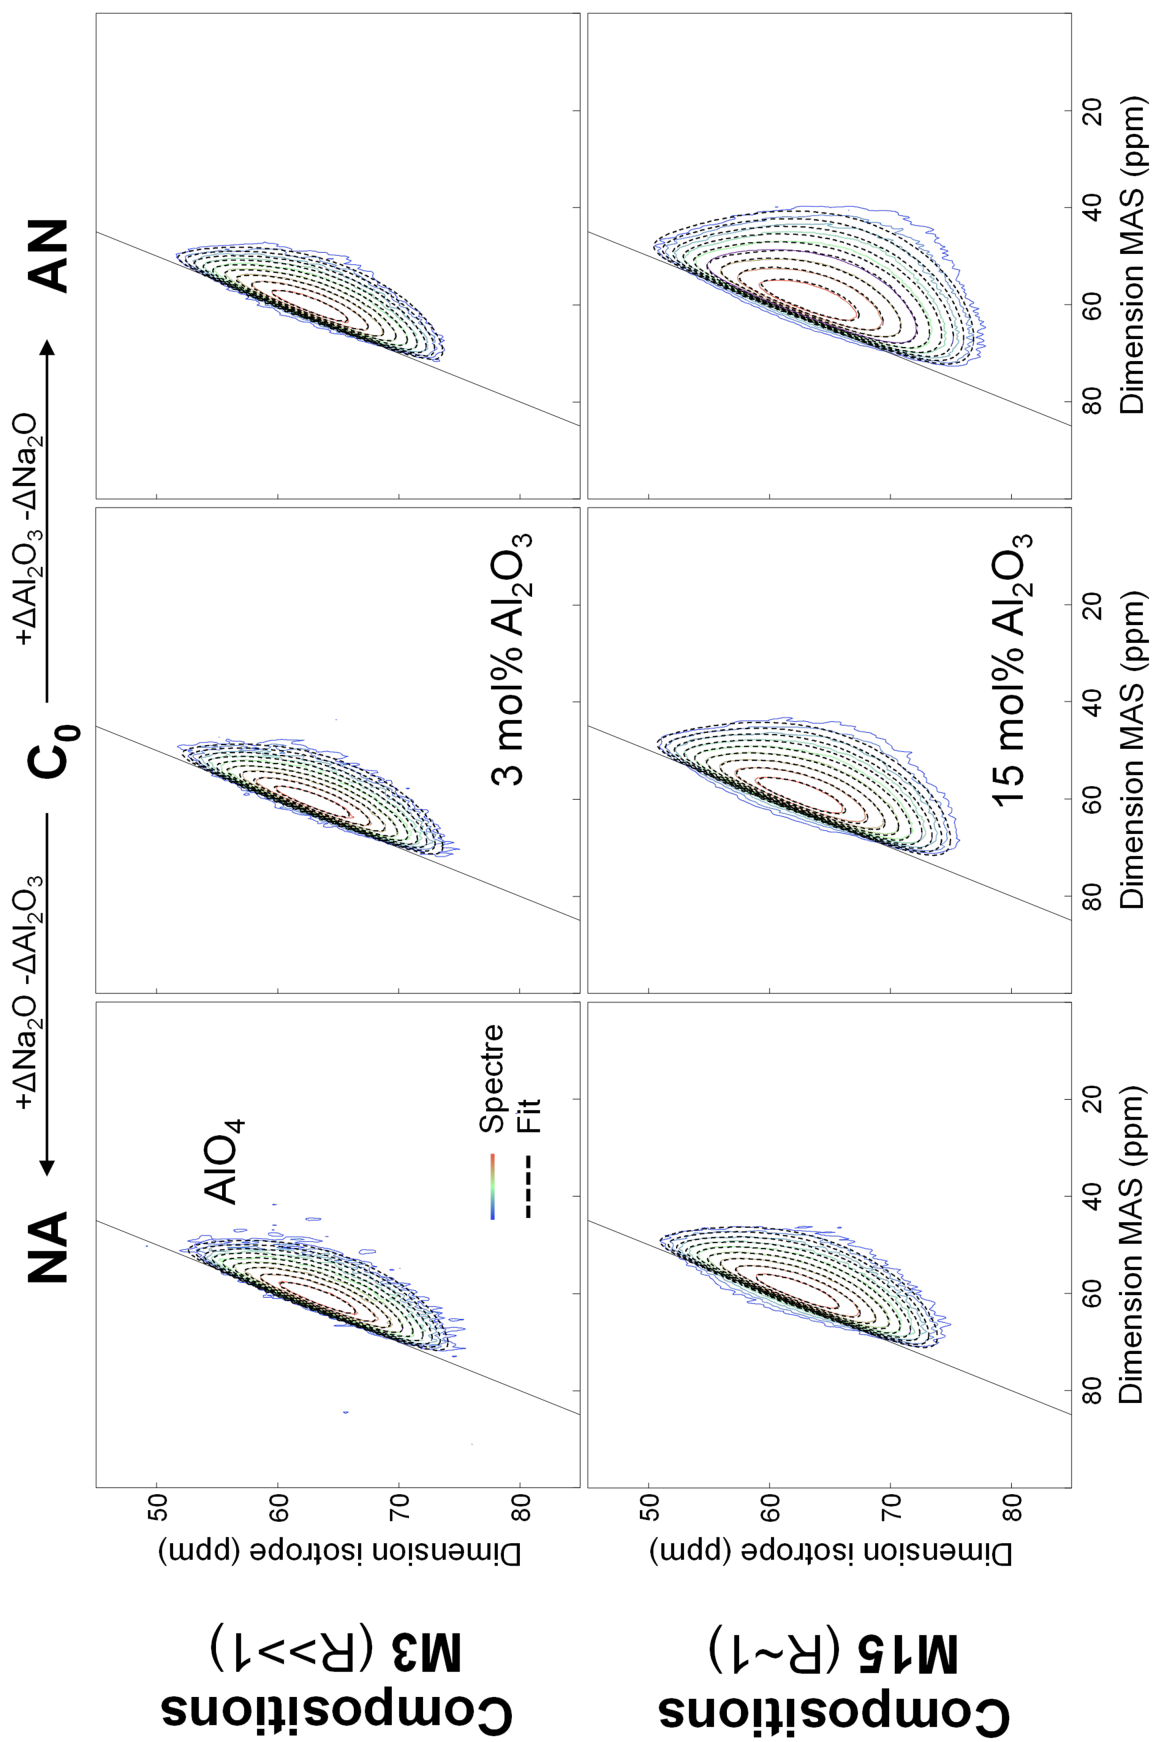 +ΔNa₂O -ΔAl₂O₃
+ΔAl₂O₃ -ΔNa₂O
NA
C₀
AN
Compositions
M3 (R>>1)
Dimension isotrope (ppm)
50
60
70
80
AlO₄
Spectre
Fit
3 mol% Al₂O₃
Compositions
M15 (R~1)
Dimension isotrope (ppm)
50
60
70
80
15 mol% Al₂O₃
80 60 40 20
80 60 40 20
80 60 40 20
Dimension MAS (ppm)
Dimension MAS (ppm)
Dimension MAS (ppm)